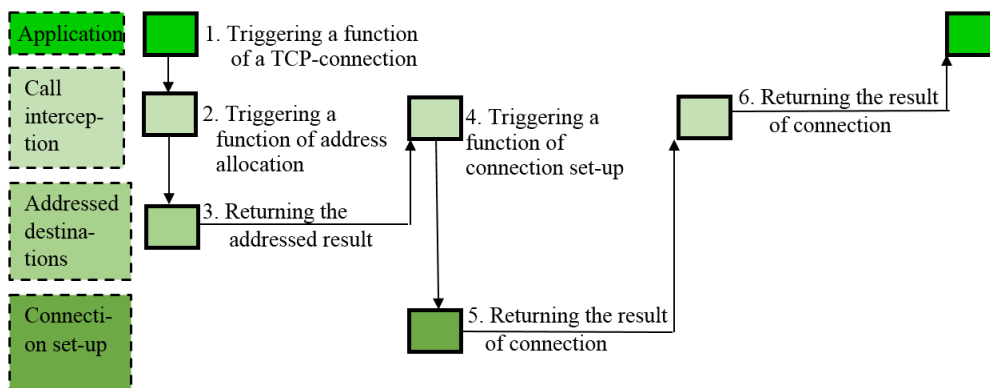 Application
1. Triggering a function
of a TCP-connection
Call
intercep-
tion
2. Triggering a
function of address
allocation
4. Triggering a
function of
connection set-up
6. Returning the result
of connection
Addressed
destina-
tions
3. Returning the
addressed result
Connecti-
on set-up
5. Returning the result
of connection